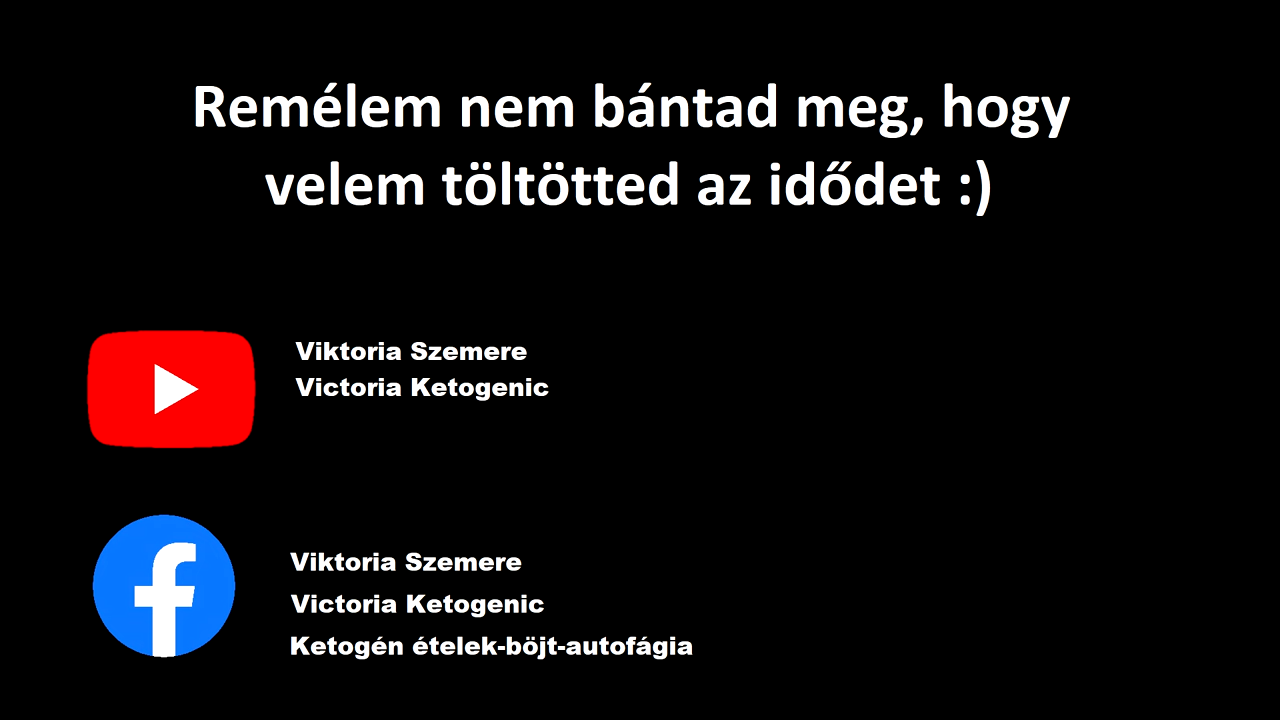 Remélem nem bántad meg, hogy
velem töltötted az idődet :)
Viktoria Szemere
Victoria Ketogenic
Viktoria Szemere
Victoria Ketogenic
Ketogén ételek-böjt-autofágia